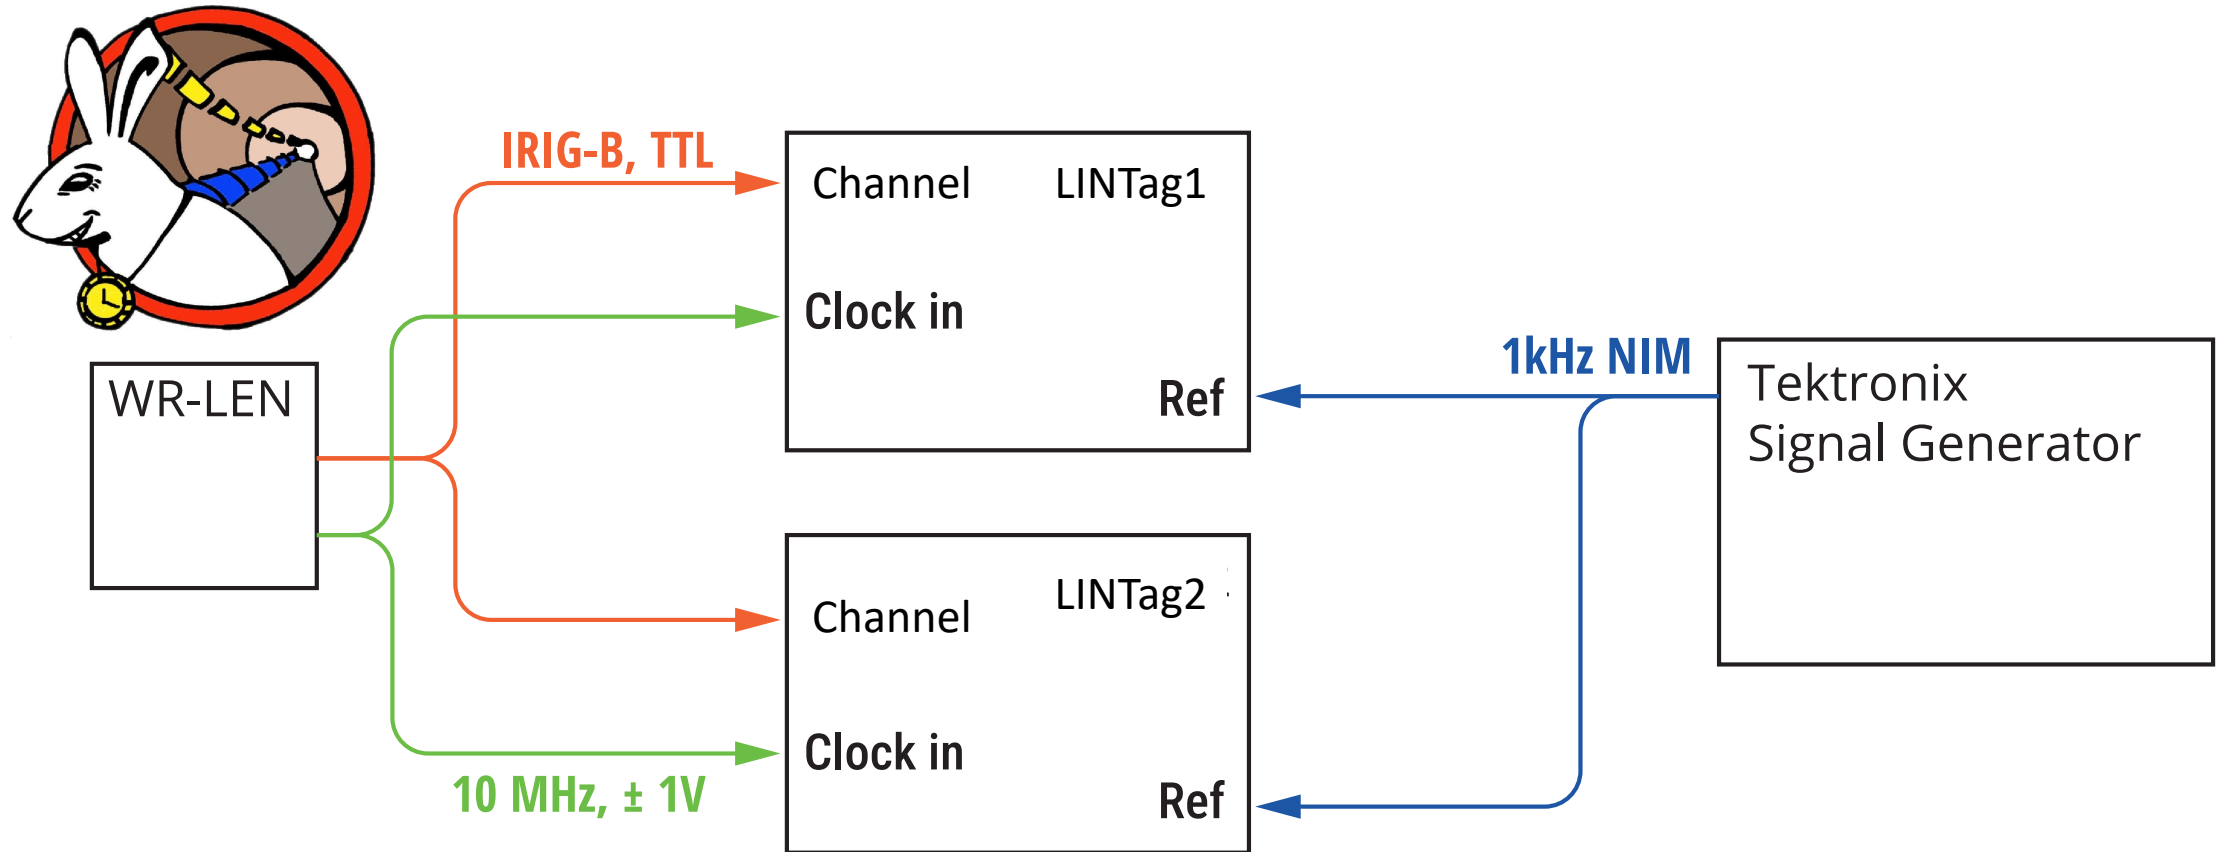 IRIG-B, TTL
Channel
LINTag1
Clock in
Ref
WR-LEN
1kHz NIM
Tektronix
Signal Generator
Channel
LINTag2
Clock in
Ref
10 MHz, ± 1V